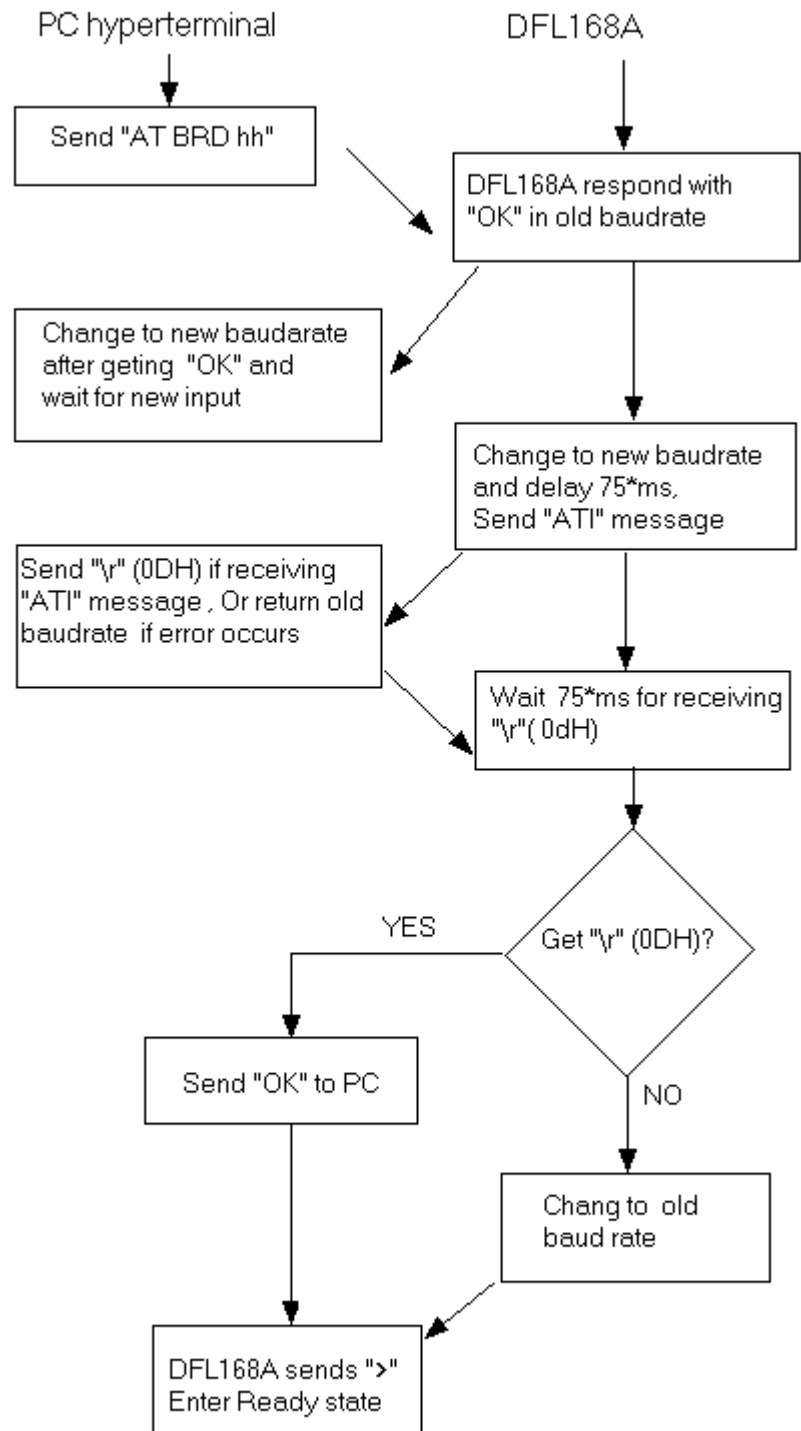 PC hyperterminal
DFL168A
Send "AT BRD hh"
DFL168A respond with
"OK" in old baudrate
Change to new baudarate
after geting "OK" and
wait for new input
Change to new baudrate
and delay 75*ms,
Send "ATI" message
Send "\r" (0DH) if receiving
"ATI" message , Or return old
baudrate if error occurs
Wait 75*ms for receiving
"\r"( 0dH)
Get "\r" (0DH)?
YES
NO
Send "OK" to PC
Chang to old
baud rate
DFL168A sends ">"
Enter Ready state